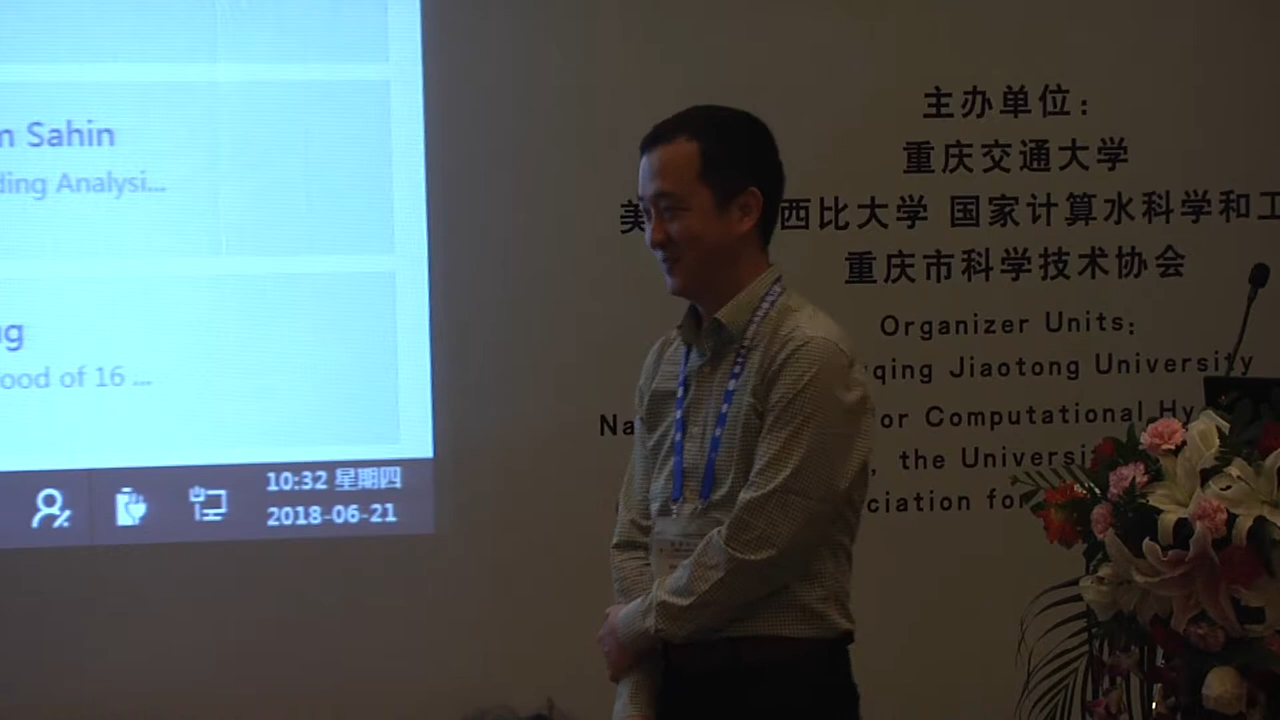 m Sahin
ding Analysi...
ng
ood of 16 ...
10:32 星期四
2018-06-21
主办单位：
重庆交通大学
美 西比大学 国家计算水科学和工
重庆市科学技术协会
Organizer Units:
qing Jiaotong University
Na or Computational Hy
, the Universi
ciation fo